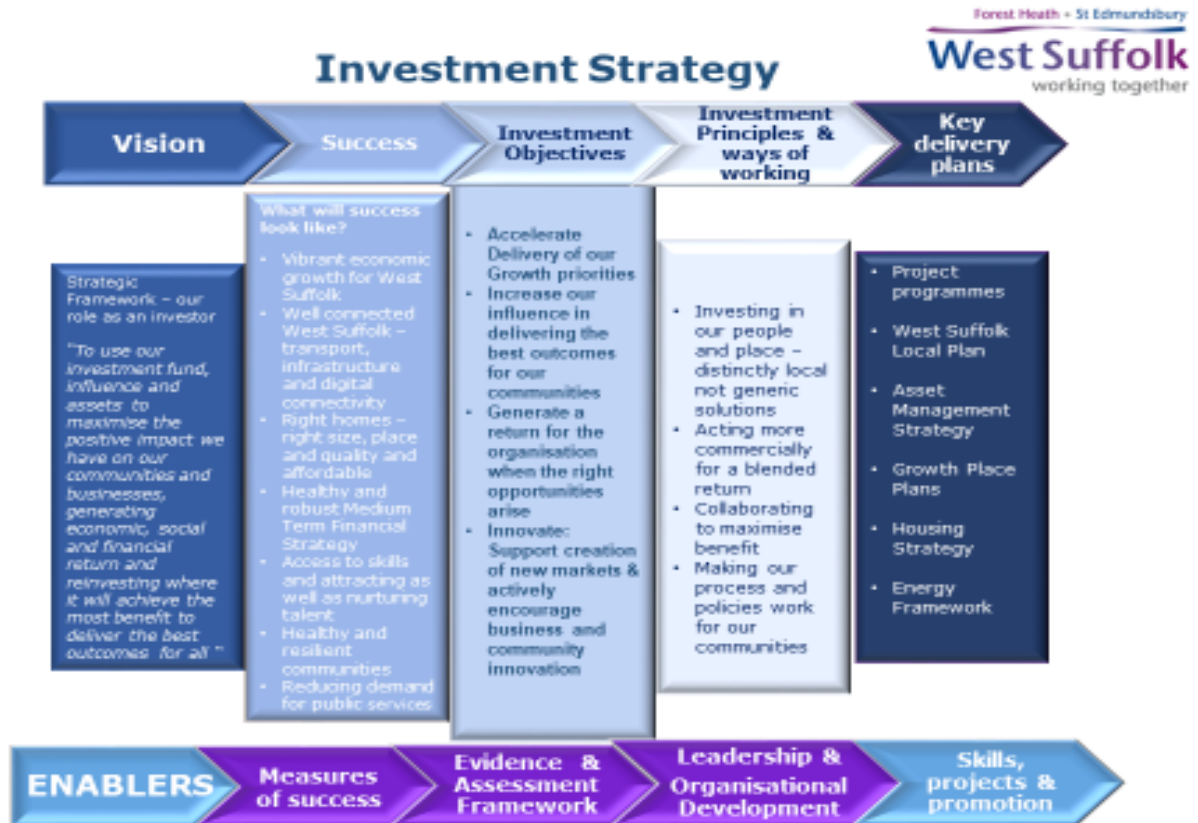 Forest Heath • St Edmundsbury
West Suffolk
working together
Investment Strategy
Vision
Success
Investment
Objectives
Investment
Principles &
ways of
working
Key
delivery
plans
Strategic
Framework – our
role as an investor
"To use our
investment fund,
influence and
assets to
maximise the
positive impact we
have on our
communities and
businesses,
generating
economic, social
and financial
return and
reinvesting where
it will achieve the
most benefit to
deliver the best
outcomes for all "
What will success
look like?
• Vibrant economic
growth for West
Suffolk
• Well connected
West Suffolk –
transport,
infrastructure
and digital
connectivity
• Right homes –
right size, place
and quality and
affordable
• Healthy and
robust Medium
Term Financial
Strategy
• Access to skills
and attracting as
well as nurturing
talent
• Healthy and
resilient
communities
• Reducing demand
for public services
• Accelerate
Delivery of our
Growth priorities
• Increase our
influence in
delivering the
best outcomes
for our
communities
• Generate a
return for the
organisation
when the right
opportunities
arise
• Innovate:
Support creation
of new markets &
actively
encourage
business and
community
innovation
• Investing in
our people
and place –
distinctly local
not generic
solutions
• Acting more
commercially
for a blended
return
• Collaborating
to maximise
benefit
• Making our
process and
policies work
for our
communities
• Project
programmes
• West Suffolk
Local Plan
• Asset
Management
Strategy
• Growth Place
Plans
• Housing
Strategy
• Energy
Framework
ENABLERS
Measures
of success
Evidence &
Assessment
Framework
Leadership &
Organisational
Development
Skills,
projects &
promotion